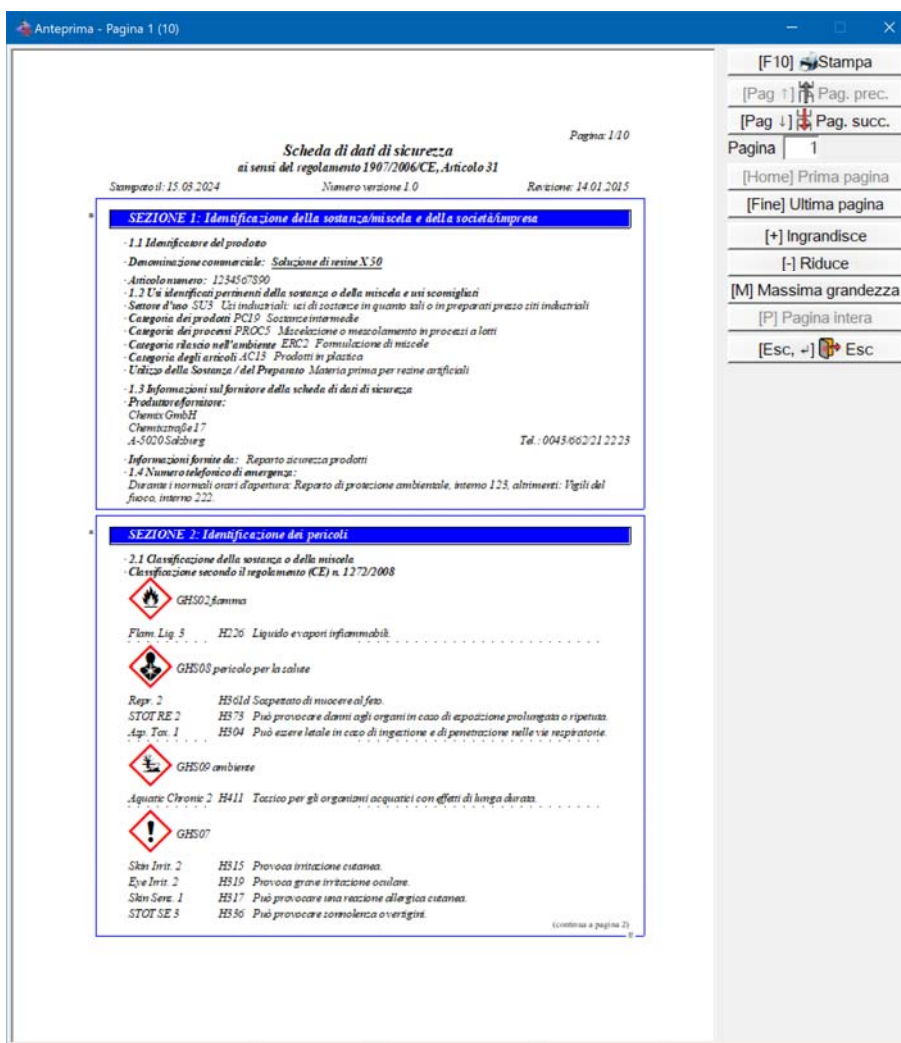 Anteprima - Pagina 1 (10)
[F10] Stampa
[Pag ↑] Pag. prec.
[Pag ↓] Pag. succ.
Pagina 1
[Home] Prima pagina
[Fine] Ultima pagina
[+] Ingrandisce
[-] Riduce
[M] Massima grandezza
[P] Pagina intera
[Esc, ↵] Esc
Pagina: 1/10
Scheda di dati di sicurezza
ai sensi del regolamento 1907/2006/CE, Articolo 31
Stampato il: 15.03.2024 Numero versione 1.0 Revisione: 14.01.2015
* SEZIONE 1: Identificazione della sostanza/miscela e della società/impresa
· 1.1 Identificatore del prodotto
· Denominazione commerciale: Soluzione di resine X 50
· Articolo numero: 1234567890
· 1.2 Usi identificati pertinenti della sostanza o della miscela e usi sconsigliati
· Settore d'uso SU3 Usi industriali: usi di sostanze in quanto tali o in preparati presso siti industriali
· Categoria dei prodotti PC19 Sostanze intermedie
· Categoria dei processi PROC5 Miscelazione o mescolamento in processi a lotti
· Categoria rilascio nell'ambiente ERC2 Formulazione di miscele
· Categoria degli articoli AC13 Prodotti in plastica
· Utilizzo della Sostanza / del Preparato Materia prima per resine artificiali
· 1.3 Informazioni sul fornitore della scheda di dati di sicurezza
· Produttore/fornitore:
Chemix GmbH
Chemixstraße 17
A-5020 Salzburg Tel.: 0043/662/21 22 23
· Informazioni fornite da: Reparto sicurezza prodotti
· 1.4 Numero telefonico di emergenza:
Durante i normali orari d'apertura: Reparto di protezione ambientale, interno 123, altrimenti: Vigili del
fuoco, interno 222.
* SEZIONE 2: Identificazione dei pericoli
· 2.1 Classificazione della sostanza o della miscela
· Classificazione secondo il regolamento (CE) n. 1272/2008
GHS02 fiamma
Flam. Liq. 3 H226 Liquido e vapori infiammabili.
GHS08 pericolo per la salute
Repr. 2 H361d Sospettato di nuocere al feto.
STOT RE 2 H373 Può provocare danni agli organi in caso di esposizione prolungata o ripetuta.
Asp. Tox. 1 H304 Può essere letale in caso di ingestione e di penetrazione nelle vie respiratorie.
GHS09 ambiente
Aquatic Chronic 2 H411 Tossico per gli organismi acquatici con effetti di lunga durata.
GHS07
Skin Irrit. 2 H315 Provoca irritazione cutanea.
Eye Irrit. 2 H319 Provoca grave irritazione oculare.
Skin Sens. 1 H317 Può provocare una reazione allergica cutanea.
STOT SE 3 H336 Può provocare sonnolenza o vertigini.
(continua a pagina 2)